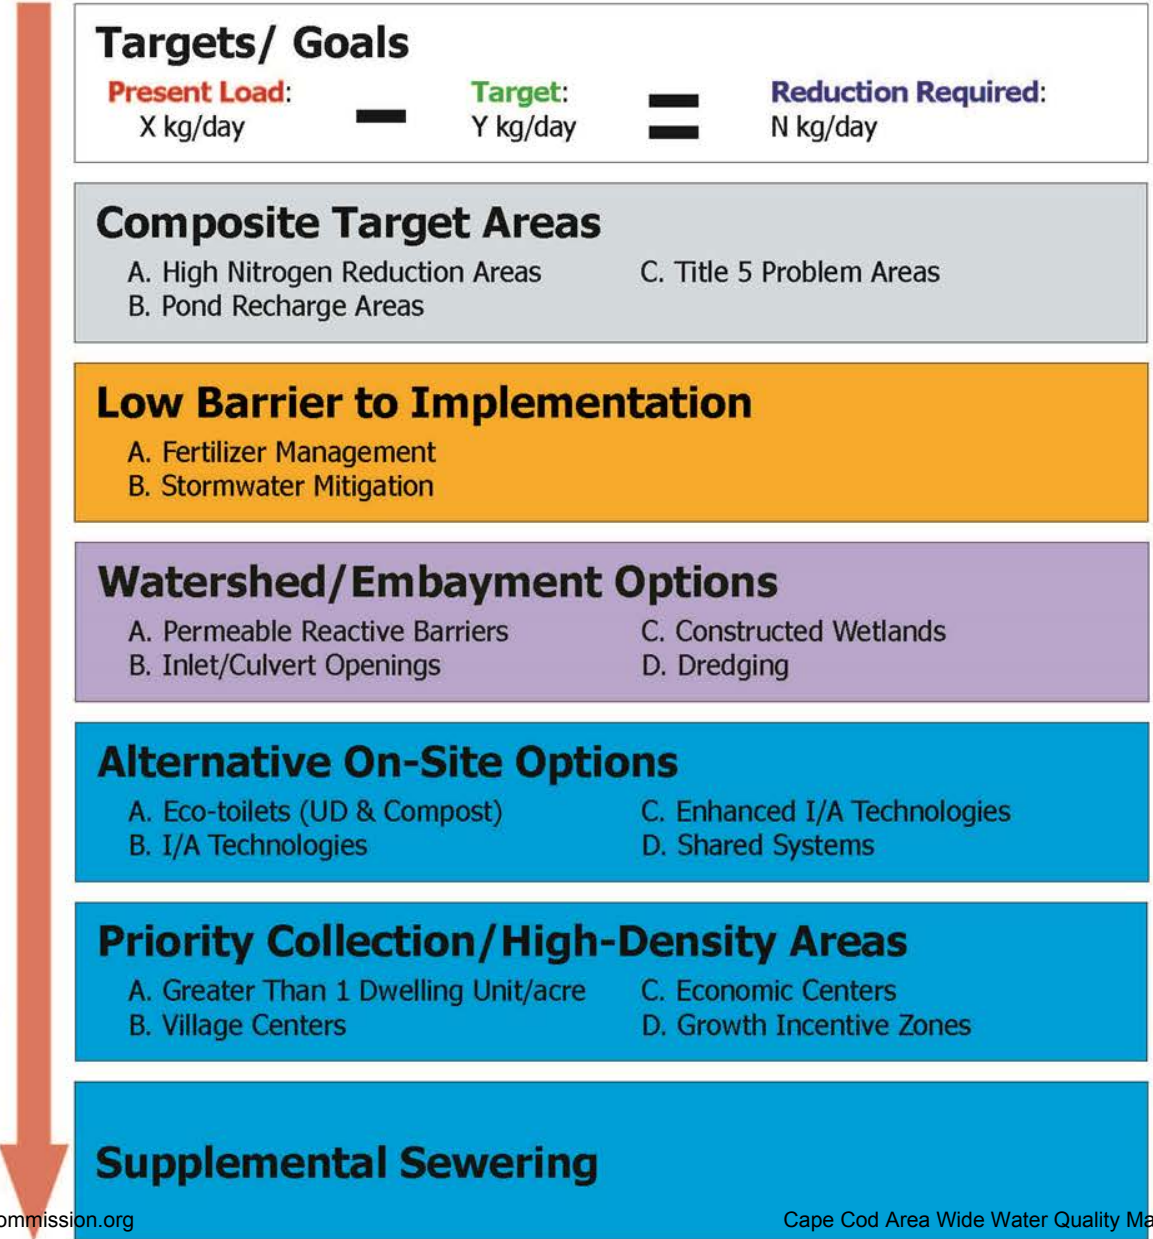 Targets/ Goals
Present Load: Target: Reduction Required:
X kg/day − Y kg/day = N kg/day
Composite Target Areas
A. High Nitrogen Reduction Areas C. Title 5 Problem Areas
B. Pond Recharge Areas
Low Barrier to Implementation
A. Fertilizer Management
B. Stormwater Mitigation
Watershed/Embayment Options
A. Permeable Reactive Barriers C. Constructed Wetlands
B. Inlet/Culvert Openings D. Dredging
Alternative On-Site Options
A. Eco-toilets (UD & Compost) C. Enhanced I/A Technologies
B. I/A Technologies D. Shared Systems
Priority Collection/High-Density Areas
A. Greater Than 1 Dwelling Unit/acre C. Economic Centers
B. Village Centers D. Growth Incentive Zones
Supplemental Sewering
ommission.org Cape Cod Area Wide Water Quality Ma